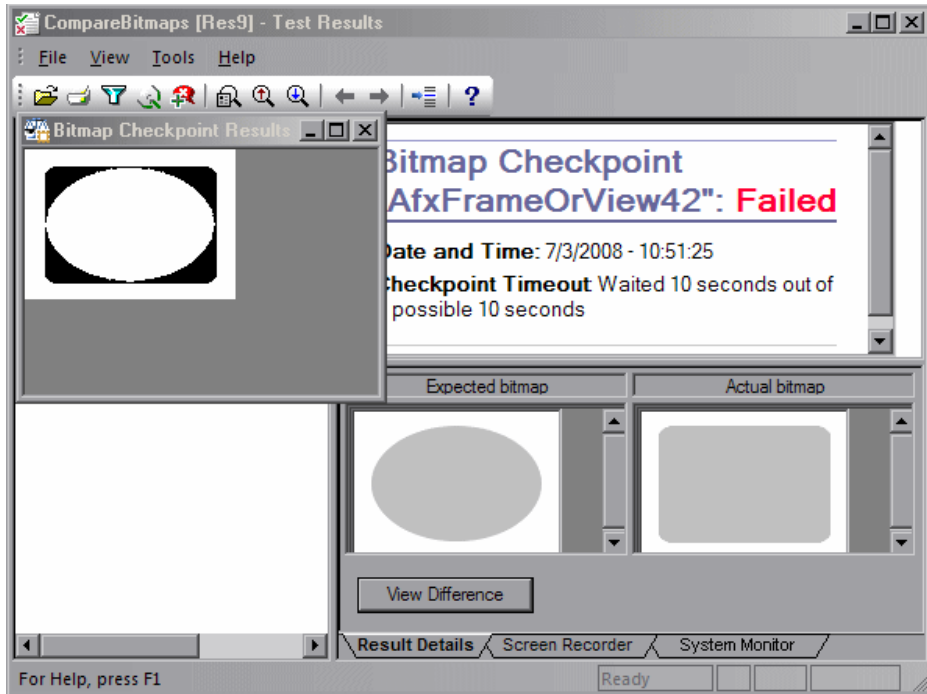 CompareBitmaps [Res9] - Test Results
File View Tools Help
Bitmap Checkpoint Results
Bitmap Checkpoint
AfxFrameOrView42": Failed
Date and Time: 7/3/2008 - 10:51:25
Checkpoint Timeout Waited 10 seconds out of
possible 10 seconds
Expected bitmap
Actual bitmap
View Difference
Result Details Screen Recorder System Monitor
For Help, press F1
Ready